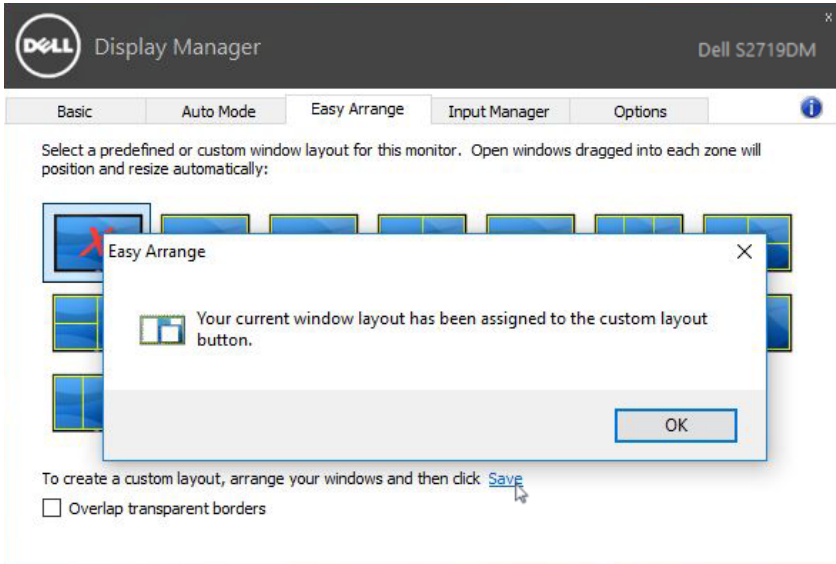 DELL
Display Manager
x
Dell S2719DM
Basic
Auto Mode
Easy Arrange
Input Manager
Options
i
Select a predefined or custom window layout for this monitor. Open windows dragged into each zone will
position and resize automatically:
X
Easy Arrange
Your current window layout has been assigned to the custom layout
button.
OK
To create a custom layout, arrange your windows and then click Save
Overlap transparent borders